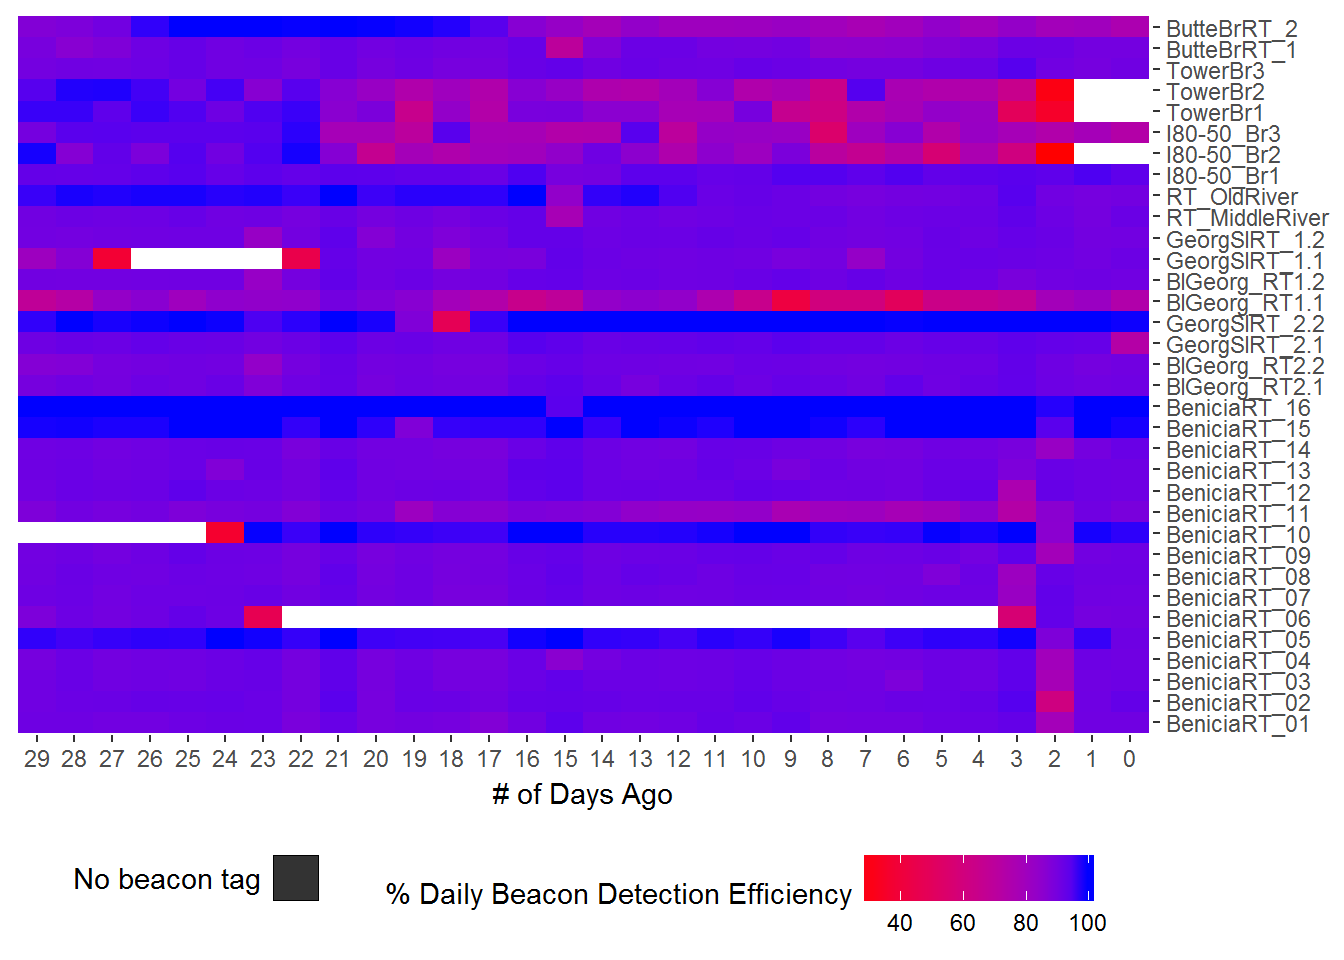 ButteBrRT_2
ButteBrRT_1
TowerBr3
TowerBr2
TowerBr1
I80-50_Br3
I80-50_Br2
I80-50_Br1
RT_OldRiver
RT_MiddleRiver
GeorgSlRT_1.2
GeorgSlRT_1.1
BlGeorg_RT1.2
BlGeorg_RT1.1
GeorgSlRT_2.2
GeorgSlRT_2.1
BlGeorg_RT2.2
BlGeorg_RT2.1
BeniciaRT_16
BeniciaRT_15
BeniciaRT_14
BeniciaRT_13
BeniciaRT_12
BeniciaRT_11
BeniciaRT_10
BeniciaRT_09
BeniciaRT_08
BeniciaRT_07
BeniciaRT_06
BeniciaRT_05
BeniciaRT_04
BeniciaRT_03
BeniciaRT_02
BeniciaRT_01
29 28 27 26 25 24 23 22 21 20 19 18 17 16 15 14 13 12 11 10 9 8 7 6 5 4 3 2 1 0
# of Days Ago
No beacon tag
% Daily Beacon Detection Efficiency
40 60 80 100